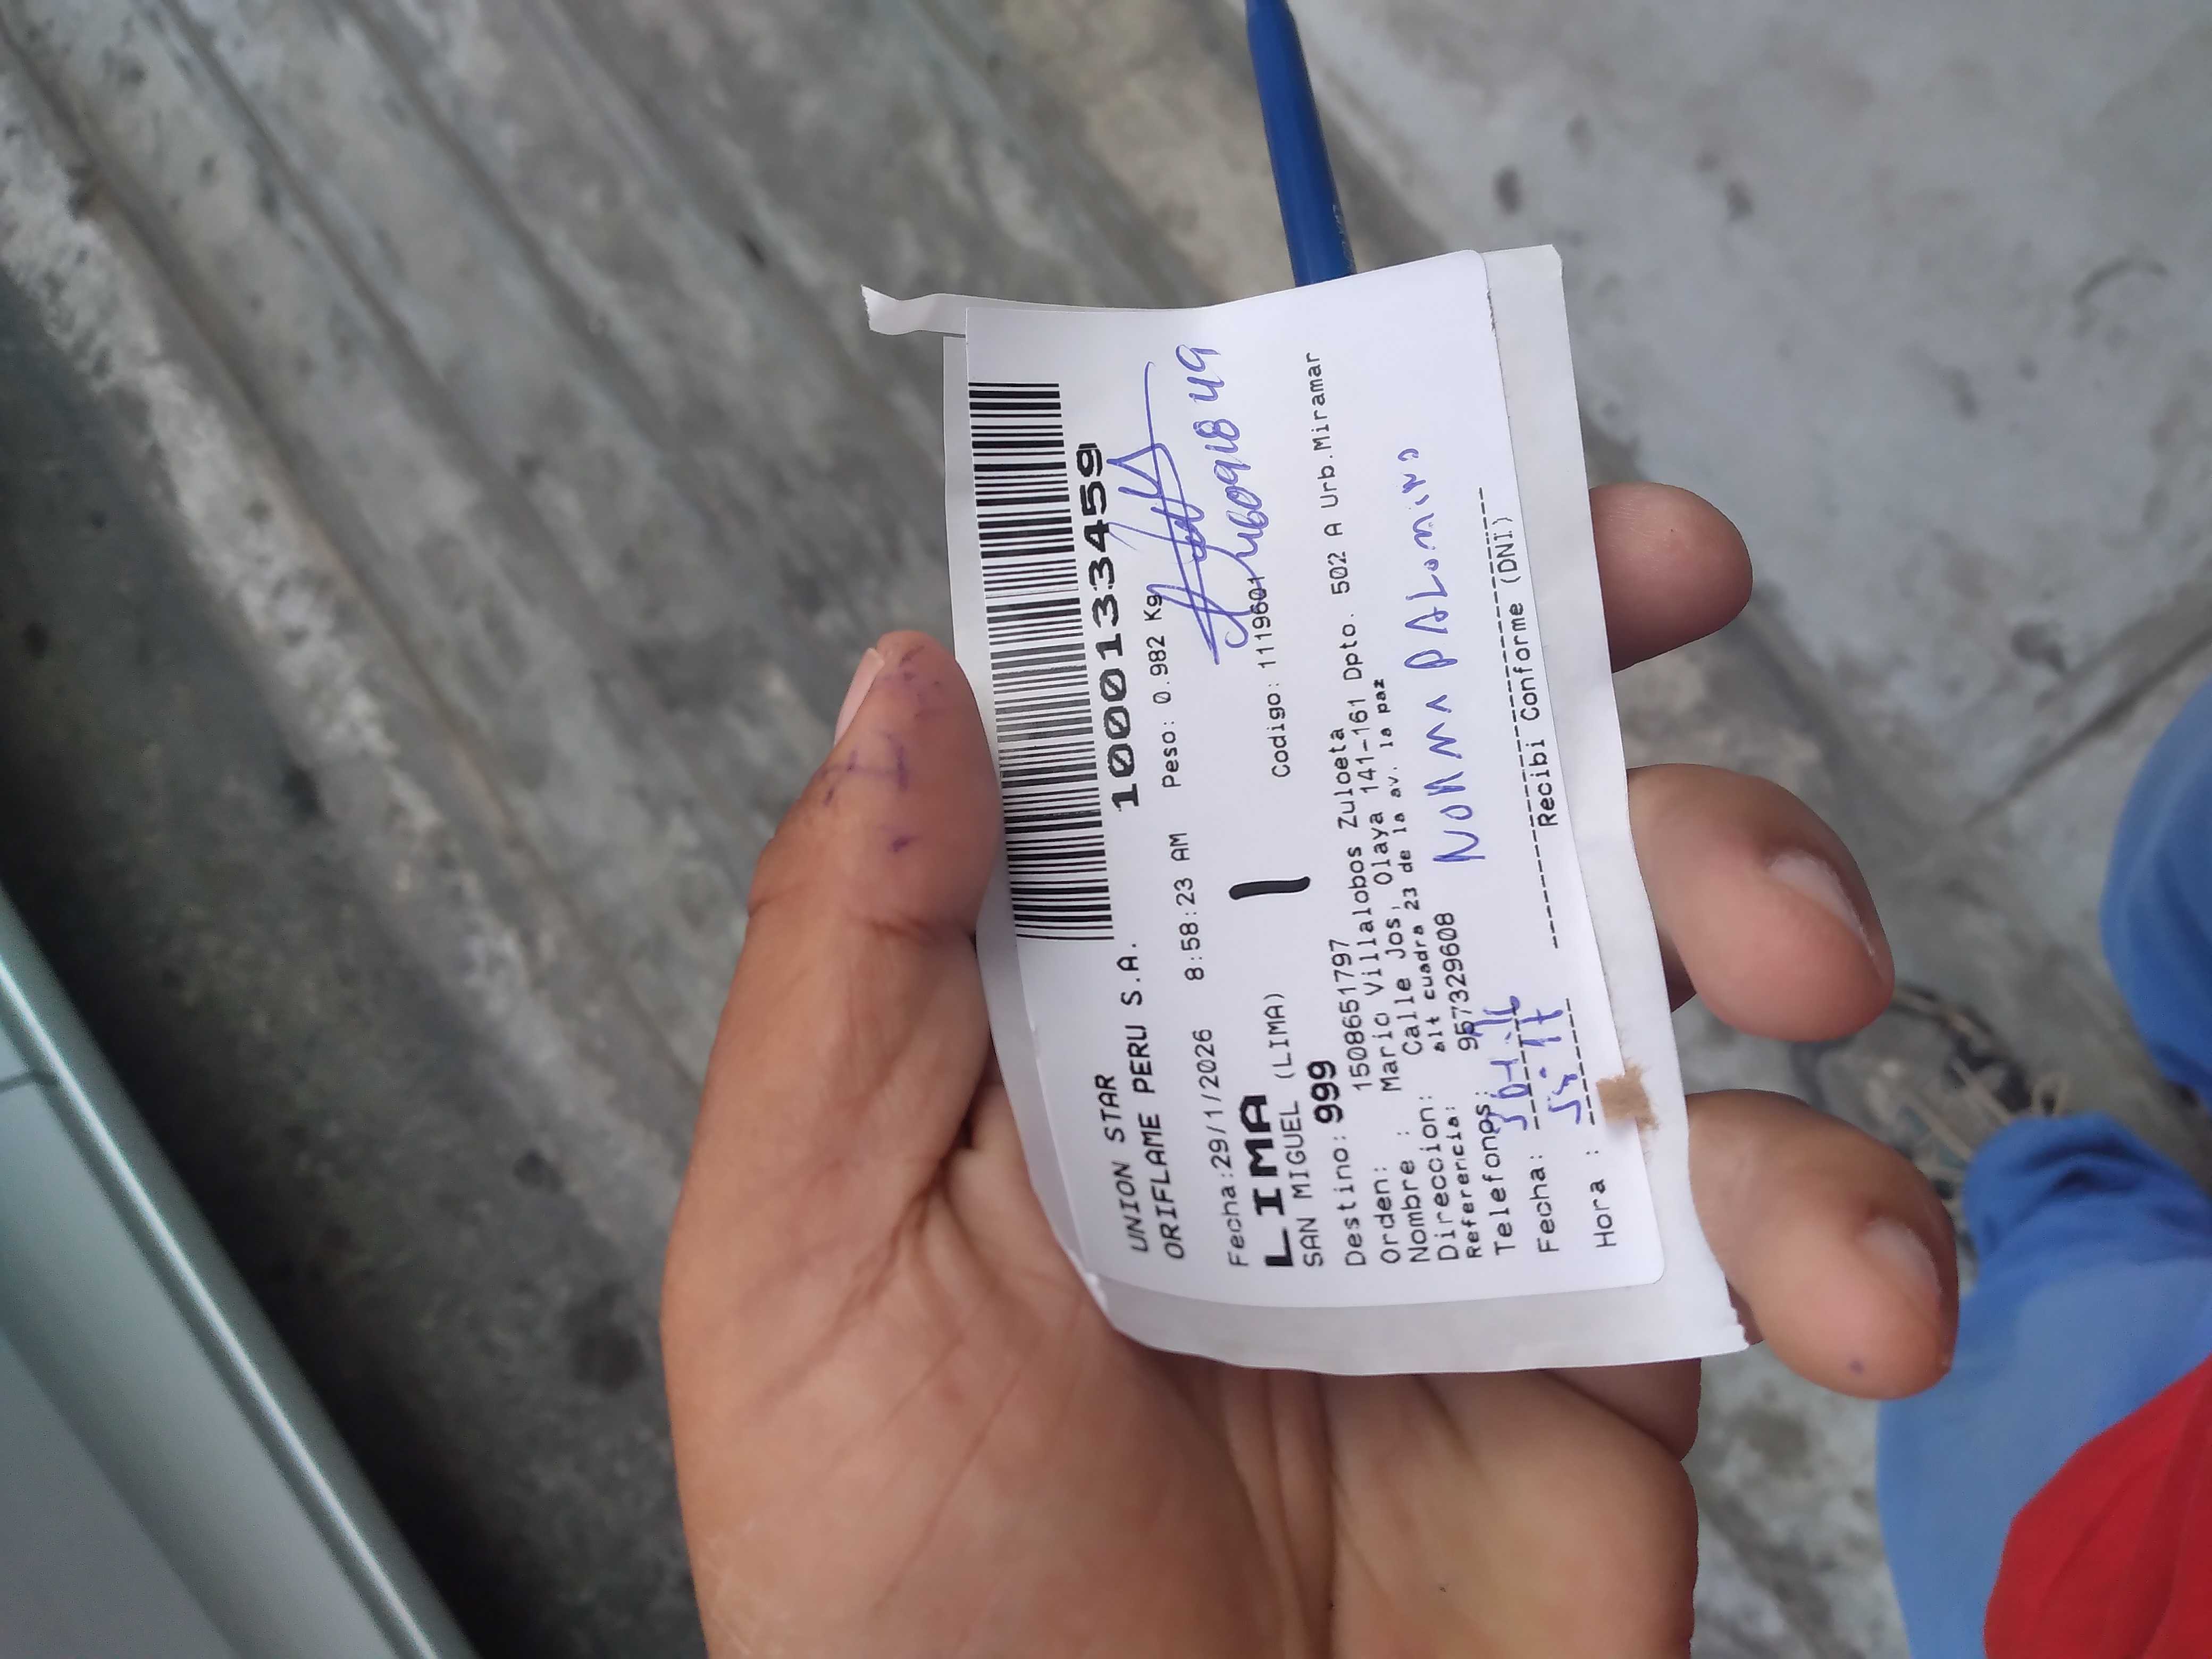 UNION STAR
ORIFLAME PERU S.A. 1000133459
Fecha:29/1/2026 8:58:23 AM Peso: 0.982 Kg
LIMA
SAN MIGUEL (LIMA)
Destino: 999 Codigo: 1119601
Orden: 1508651797
Nombre : Mario Villalobos Zuloeta
Direccion: Calle Jos, Olaya 141-161 Dpto. 502 A Urb.Miramar
Referencia: alt cuadra 23 de la av. la paz
Telefonos: 957329608
NORMA PALOMINO
Fecha:
Hora :
Recibi Conforme (DNI)